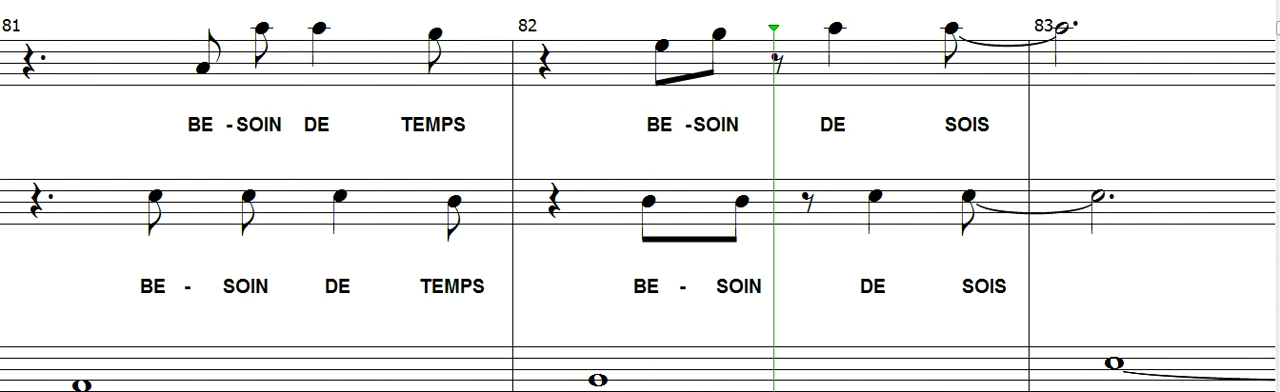 81 82 83
BE -SOIN DE TEMPS BE -SOIN DE SOIS
BE - SOIN DE TEMPS BE - SOIN DE SOIS